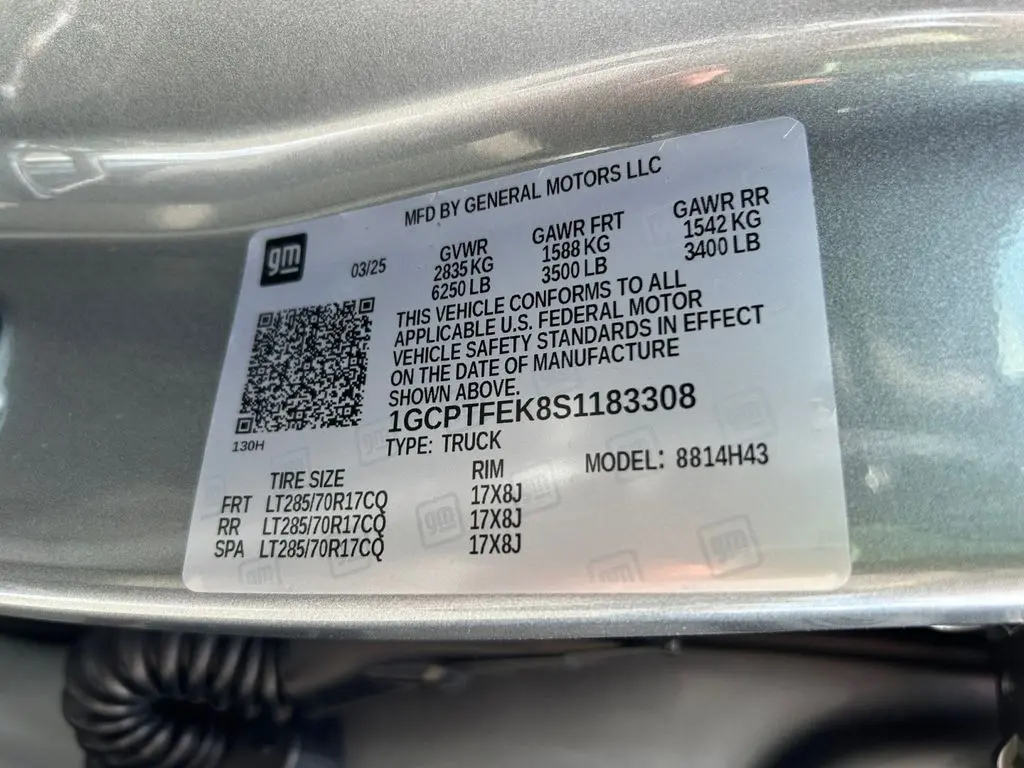 MFD BY GENERAL MOTORS LLC
gm
03/25
GVWR GAWR FRT GAWR RR
2835 KG 1588 KG 1542 KG
6250 LB 3500 LB 3400 LB
THIS VEHICLE CONFORMS TO ALL
APPLICABLE U.S. FEDERAL MOTOR
VEHICLE SAFETY STANDARDS IN EFFECT
ON THE DATE OF MANUFACTURE
SHOWN ABOVE.
1GCPTFEK8S1183308
130H
TYPE: TRUCK
MODEL: 8814H43
TIRE SIZE RIM
FRT LT285/70R17CQ 17X8J
RR LT285/70R17CQ 17X8J
SPA LT285/70R17CQ 17X8J